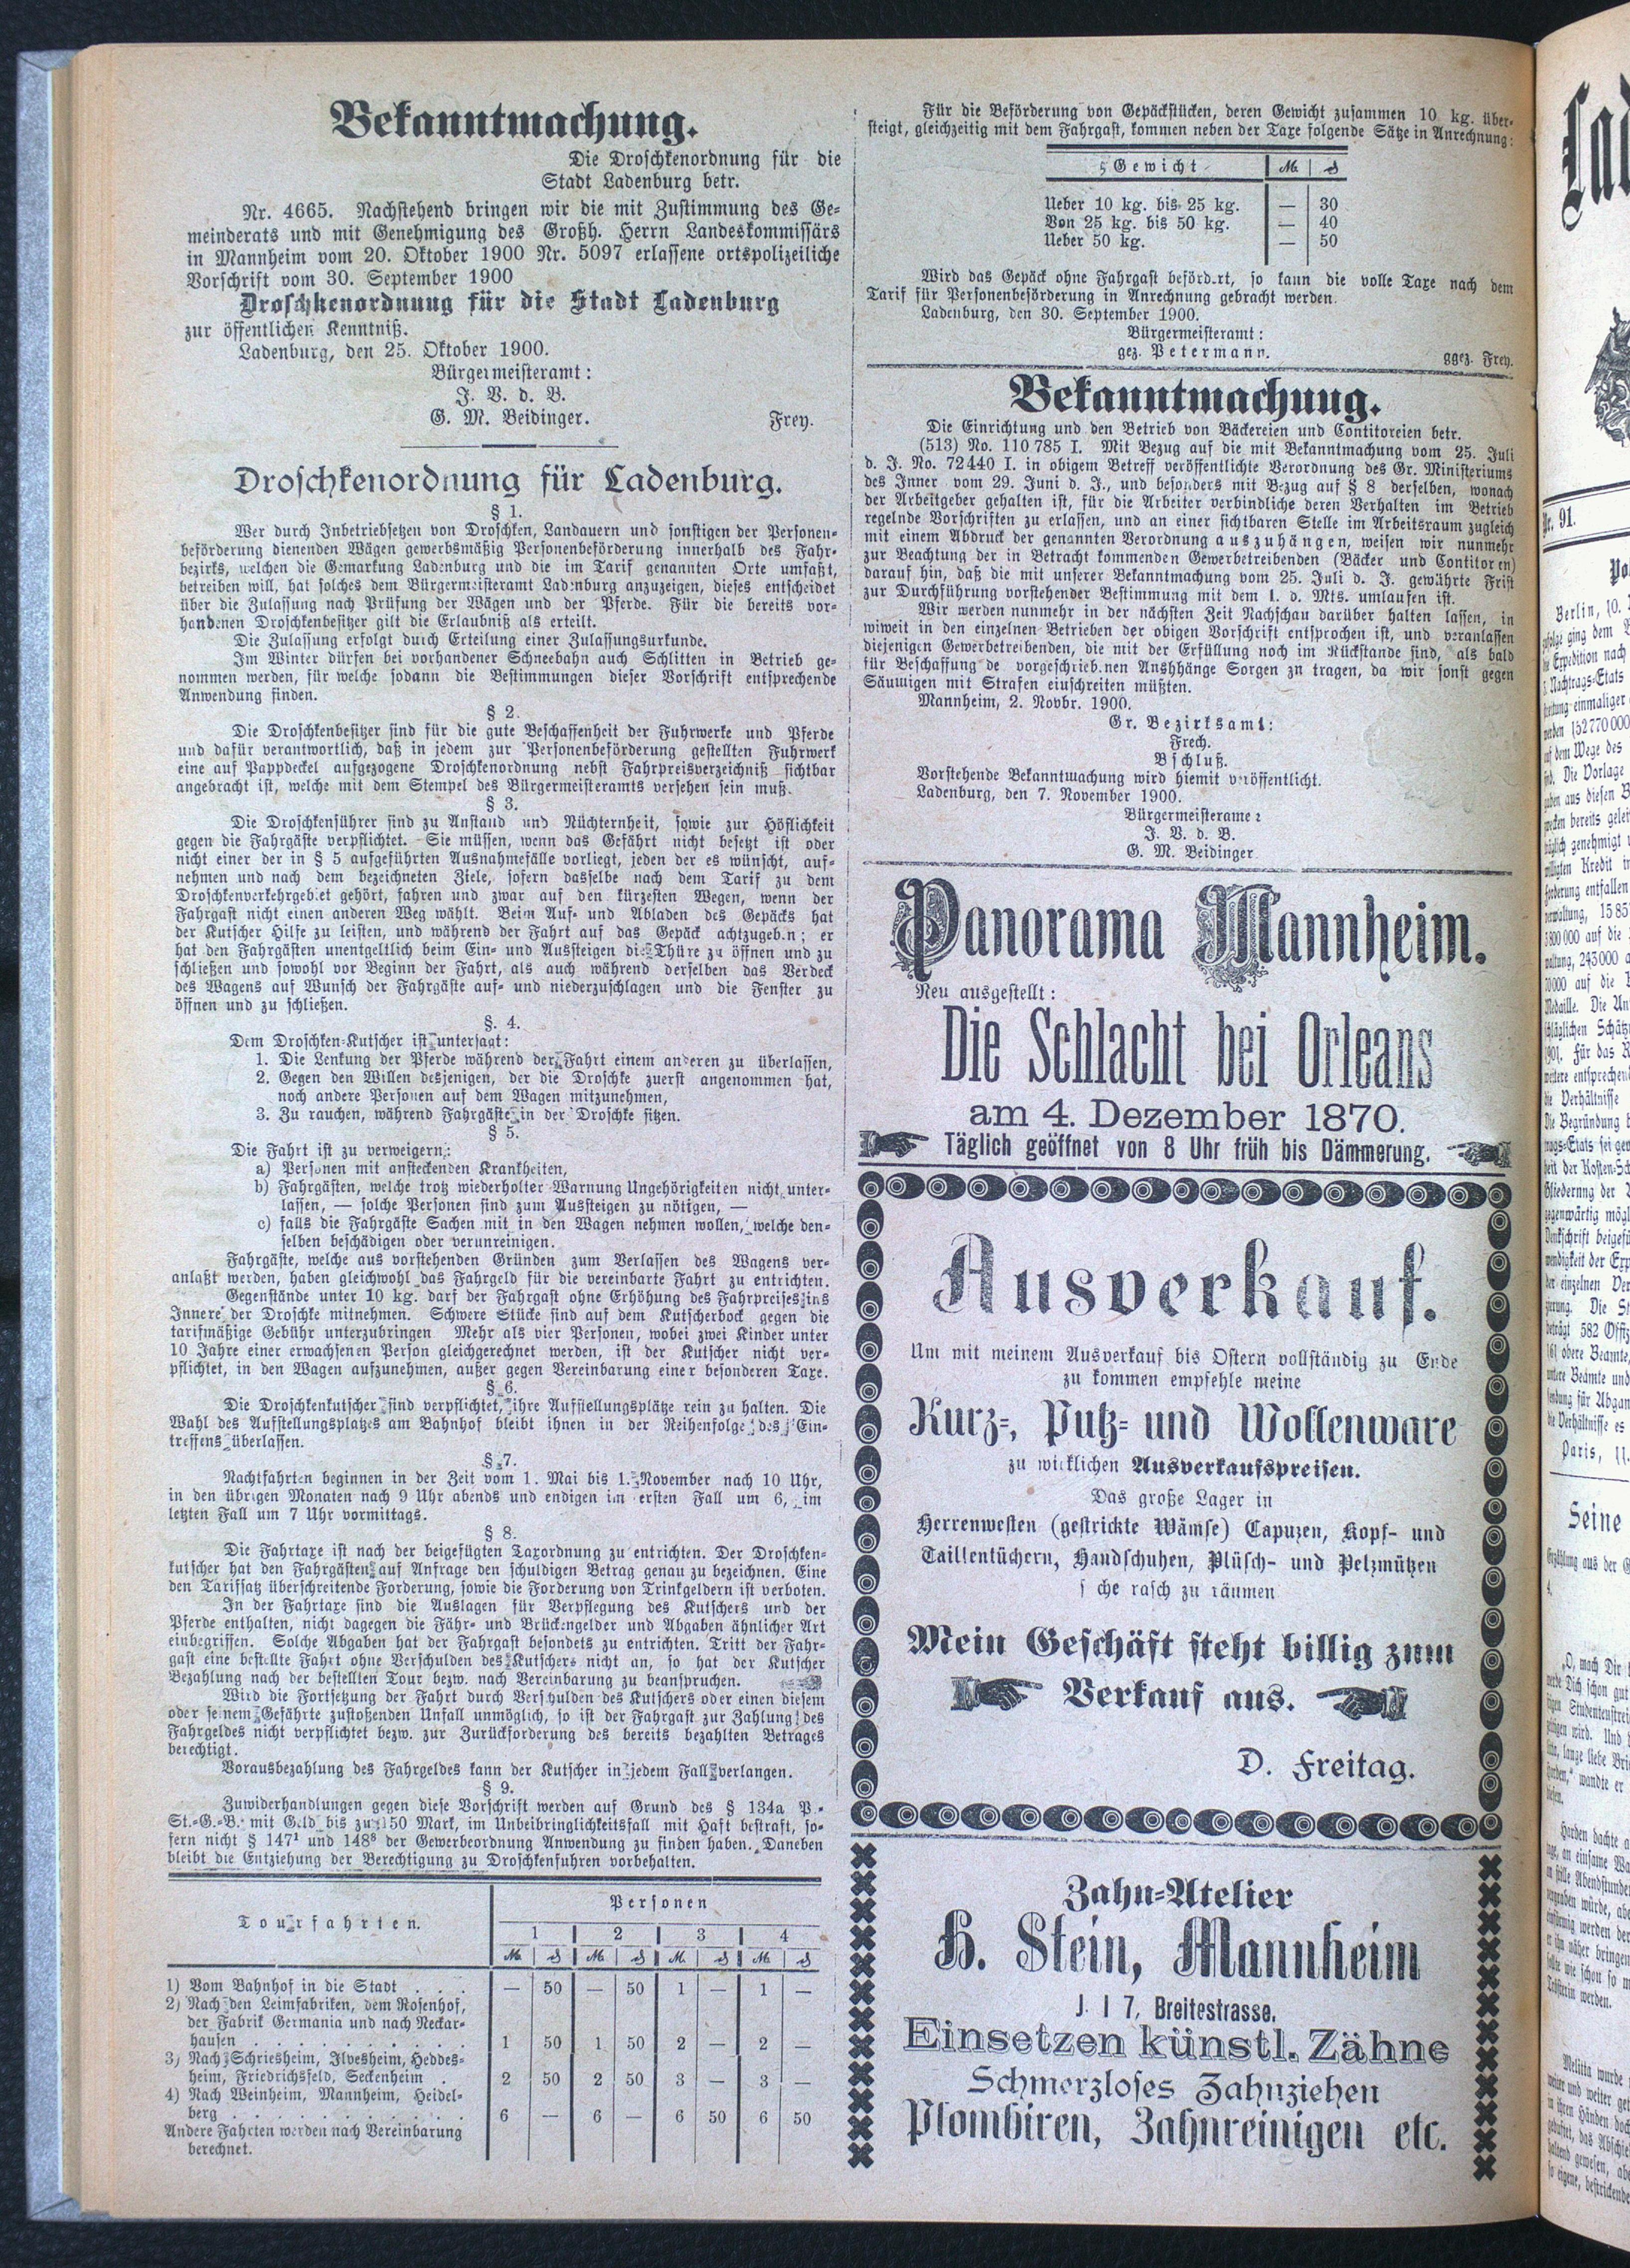 Bekanntmachung.
Die Droschkenordnung für die
Stadt Ladenburg betr.
Nr. 4665. Nachstehend bringen wir die mit Zustimmung des Ge-
meinderats und mit Genehmigung des Großh. Herrn Landeskommissärs
in Mannheim vom 20. Oktober 1900 Nr. 5097 erlassene ortspolizeiliche
Vorschrift vom 30. September 1900
Droschkenordnung für die Stadt Ladenburg
zur öffentlichen Kenntniß.
Ladenburg, den 25. Oktober 1900.
Bürgermeisteramt:
J. V. d. B.
G. M. Beidinger. Frey.
Droschkenordnung für Ladenburg.
§ 1.
Wer durch Inbetriebsetzen von Droschken, Landauern und sonstigen der Personen-
beförderung dienenden Wägen gewerbsmäßig Personenbeförderung innerhalb des Fahr-
bezirks, welchen die Gemarkung Ladenburg und die im Tarif genannten Orte umfaßt,
betreiben will, hat solches dem Bürgermeisteramt Ladenburg anzuzeigen, dieses entscheidet
über die Zulassung nach Prüfung der Wägen und der Pferde. Für die bereits vor-
handenen Droschkenbesitzer gilt die Erlaubniß als erteilt.
Die Zulassung erfolgt durch Erteilung einer Zulassungsurkunde.
Im Winter dürfen bei vorhandener Schneebahn auch Schlitten in Betrieb ge-
nommen werden, für welche sodann die Bestimmungen dieser Vorschrift entsprechende
Anwendung finden.
§ 2.
Die Droschkenbesitzer sind für die gute Beschaffenheit der Fuhrwerke und Pferde
und dafür verantwortlich, daß in jedem zur Personenbeförderung gestellten Fuhrwerk
eine auf Pappdeckel aufgezogene Droschkenordnung nebst Fahrpreisverzeichniß sichtbar
angebracht ist, welche mit dem Stempel des Bürgermeisteramts versehen sein muß.
§ 3.
Die Droschkenführer sind zu Anstand und Nüchternheit, sowie zur Höflichkeit
gegen die Fahrgäste verpflichtet. Sie müssen, wenn das Gefährt nicht besetzt ist oder
nicht einer der in § 5 aufgeführten Ausnahmefälle vorliegt, jeden der es wünscht, auf-
nehmen und nach dem bezeichneten Ziele, sofern dasselbe nach dem Tarif zu dem
Droschkenverkehrgebiet gehört, fahren und zwar auf den kürzesten Wegen, wenn der
Fahrgast nicht einen anderen Weg wählt. Beim Auf- und Abladen des Gepäcks hat
der Kutscher Hilfe zu leisten, und während der Fahrt auf das Gepäck achtzugeb.n; er
hat den Fahrgästen unentgeltlich beim Ein- und Aussteigen die Thüre zu öffnen und zu
schließen und sowohl vor Beginn der Fahrt, als auch während derselben das Verdeck
des Wagens auf Wunsch der Fahrgäste auf- und niederzuschlagen und die Fenster zu
öffnen und zu schließen.
§. 4.
Dem Droschken-Kutscher ist untersagt:
1. Die Lenkung der Pferde während der Fahrt einem anderen zu überlassen,
2. Gegen den Willen desjenigen, der die Droschke zuerst angenommen hat,
noch andere Personen auf dem Wagen mitzunehmen,
3. Zu rauchen, während Fahrgäste in der Droschke sitzen.
§ 5.
Die Fahrt ist zu verweigern:
a) Personen mit ansteckenden Krankheiten,
b) Fahrgästen, welche trotz wiederholter Warnung Ungehörigkeiten nicht unter-
lassen, — solche Personen sind zum Aussteigen zu nötigen, —
c) falls die Fahrgäste Sachen mit in den Wagen nehmen wollen, welche den-
selben beschädigen oder verunreinigen.
Fahrgäste, welche aus vorstehenden Gründen zum Verlassen des Wagens ver-
anlaßt werden, haben gleichwohl das Fahrgeld für die vereinbarte Fahrt zu entrichten.
Gegenstände unter 10 kg. darf der Fahrgast ohne Erhöhung des Fahrpreises ins
Innere der Droschke mitnehmen. Schwere Stücke sind auf dem Kutscherbock gegen die
tarifmäßige Gebühr unterzubringen Mehr als vier Personen, wobei zwei Kinder unter
10 Jahre einer erwachsenen Person gleichgerechnet werden, ist der Kutscher nicht ver-
pflichtet, in den Wagen aufzunehmen, außer gegen Vereinbarung einer besonderen Taxe.
§ 6.
Die Droschkenkutscher sind verpflichtet, ihre Aufstellungsplätze rein zu halten. Die
Wahl des Aufstellungsplatzes am Bahnhof bleibt ihnen in der Reihenfolge des Ein-
treffens überlassen.
§ 7.
Nachtfahrten beginnen in der Zeit vom 1. Mai bis 1. November nach 10 Uhr,
in den übrigen Monaten nach 9 Uhr abends und endigen im ersten Fall um 6, im
letzten Fall um 7 Uhr vormittags.
§ 8.
Die Fahrtaxe ist nach der beigefügten Taxordnung zu entrichten. Der Droschken-
kutscher hat den Fahrgästen auf Anfrage den schuldigen Betrag genau zu bezeichnen. Eine
den Tarifsatz überschreitende Forderung, sowie die Forderung von Trinkgeldern ist verboten.
In der Fahrtaxe sind die Auslagen für Verpflegung des Kutschers und der
Pferde enthalten, nicht dagegen die Fähr- und Brückengelder und Abgaben ähnlicher Art
einbegriffen. Solche Abgaben hat der Fahrgast besondets zu entrichten. Tritt der Fahr-
gast eine bestellte Fahrt ohne Verschulden des Kutschers nicht an, so hat der Kutscher
Bezahlung nach der bestellten Tour bezw. nach Vereinbarung zu beanspruchen.
Wird die Fortsetzung der Fahrt durch Verschulden des Kutschers oder einen diesem
oder seinem Gefährte zustoßenden Unfall unmöglich, so ist der Fahrgast zur Zahlung des
Fahrgeldes nicht verpflichtet bezw. zur Zurückforderung des bereits bezahlten Betrages
berechtigt.
Vorausbezahlung des Fahrgeldes kann der Kutscher in jedem Fall verlangen.
§ 9.
Zuwiderhandlungen gegen diese Vorschrift werden auf Grund des § 134a P.-
St.-G.-B. mit Geld bis zu 150 Mark, im Unbeibringlichkeitsfall mit Haft bestraft, so-
fern nicht § 147¹ und 148⁸ der Gewerbeordnung Anwendung zu finden haben. Daneben
bleibt die Entziehung der Berechtigung zu Droschkenfuhren vorbehalten.
Tourfahrten. Personen
1 2 3 4
M. ₰ M. ₰ M. ₰ M. ₰
1) Vom Bahnhof in die Stadt . . . — 50 — 50 1 — 1 —
2) Nach den Leimfabriken, dem Rosenhof,
der Fabrik Germania und nach Neckar-
hausen . . . . . . . . 1 50 1 50 2 — 2 —
3) Nach Schriesheim, Ilvesheim, Heddes-
heim, Friedrichsfeld, Seckenheim . 2 50 2 50 3 — 3 —
4) Nach Weinheim, Mannheim, Heidel-
berg . . . . . . . . . 6 — 6 — 6 50 6 50
Andere Fahrten werden nach Vereinbarung
berechnet.
Für die Beförderung von Gepäckstücken, deren Gewicht zusammen 10 kg. über-
steigt, gleichzeitig mit dem Fahrgast, kommen neben der Taxe folgende Sätze in Anrechnung:
Gewicht M. ₰
Ueber 10 kg. bis 25 kg. — 30
Von 25 kg. bis 50 kg. — 40
Ueber 50 kg. — 50
Wird das Gepäck ohne Fahrgast beförd.rt, so kann die volle Taxe nach dem
Tarif für Personenbeförderung in Anrechnung gebracht werden.
Ladenburg, den 30. September 1900.
Bürgermeisteramt:
gez. Petermann. ggez. Frey.
Bekanntmachung.
Die Einrichtung und den Betrieb von Bäckereien und Contitoreien betr.
(513) No. 110 785 I. Mit Bezug auf die mit Bekanntmachung vom 25. Juli
d. J. No. 72440 I. in obigem Betreff veröffentlichte Verordnung des Gr. Ministeriums
des Inner vom 29. Juni d. J., und besonders mit Bezug auf § 8 derselben, wonach
der Arbeitgeber gehalten ist, für die Arbeiter verbindliche deren Verhalten im Betrieb
regelnde Vorschriften zu erlassen, und an einer sichtbaren Stelle im Arbeitsraum zugleich
mit einem Abdruck der genannten Verordnung auszuhängen, weisen wir nunmehr
zur Beachtung der in Betracht kommenden Gewerbetreibenden (Bäcker und Contitoren)
darauf hin, daß die mit unserer Bekanntmachung vom 25. Juli d. J. gewährte Frist
zur Durchführung vorstehender Bestimmung mit dem 1. d. Mts. umlaufen ist.
Wir werden nunmehr in der nächsten Zeit Nachschau darüber halten lassen, in
wiweit in den einzelnen Betrieben der obigen Vorschrift entsprochen ist, und veranlassen
diejenigen Gewerbetreibenden, die mit der Erfüllung noch im Rückstande sind, als bald
für Beschaffung de vorgeschrieb.nen Anshhänge Sorgen zu tragen, da wir sonst gegen
Säumigen mit Strafen einschreiten müßten.
Mannheim, 2. Novbr. 1900.
Gr. Bezirksamt:
Frech.
B schluß.
Vorstehende Bekanntmachung wird hiemit veröffentlicht.
Ladenburg, den 7. November 1900.
Bürgermeisterame:
J. V. d. B.
G. M. Beidinger
Panorama Mannheim.
Neu ausgestellt:
Die Schlacht bei Orleans
am 4. Dezember 1870.
Täglich geöffnet von 8 Uhr früh bis Dämmerung.
Ausverkauf.
Um mit meinem Ausverkauf bis Ostern vollständig zu Ende
zu kommen empfehle meine
Kurz-, Putz- und Wollenware
zu wirklichen Ausverkaufspreisen.
Das große Lager in
Herrenwesten (gestrickte Wämse) Capuzen, Kopf- und
Taillentüchern, Handschuhen, Plüsch- und Pelzmützen
s che rasch zu räumen
Mein Geschäft steht billig zum
Verkauf aus.
D. Freitag.
Zahn-Atelier
H. Stein, Mannheim
J. 1 7, Breitestrasse.
Einsetzen künstl. Zähne
Schmerzloses Zahnziehen
Plombiren, Zahnreinigen etc.
Nr. 91.
Berlin, 10.
Paris, 11.
Seine